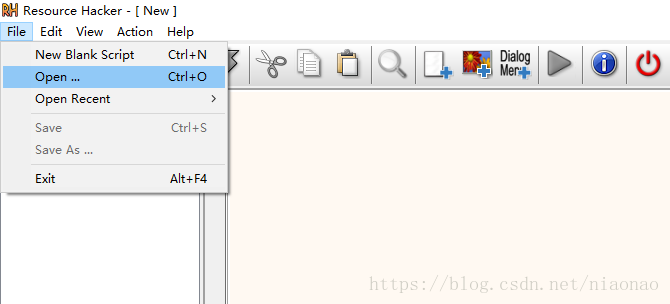 RH Resource Hacker - [ New ]
File Edit View Action Help
New Blank Script Ctrl+N
Open ... Ctrl+O
Open Recent
Save Ctrl+S
Save As ...
Exit Alt+F4
Dialog
Men
https://blog.csdn.net/niaonao